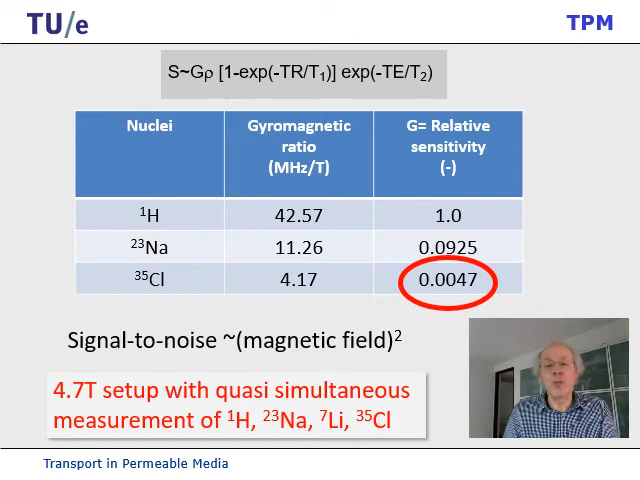 TU/e
TPM
S~Gρ [1-exp(-TR/T₁)] exp(-TE/T₂)
Nuclei
Gyromagnetic
ratio
(MHz/T)
G= Relative
sensitivity
(-)
¹H 42.57 1.0
²³Na 11.26 0.0925
³⁵Cl 4.17 0.0047
Signal-to-noise ~(magnetic field)²
4.7T setup with quasi simultaneous
measurement of ¹H, ²³Na, ⁷Li, ³⁵Cl
Transport in Permeable Media